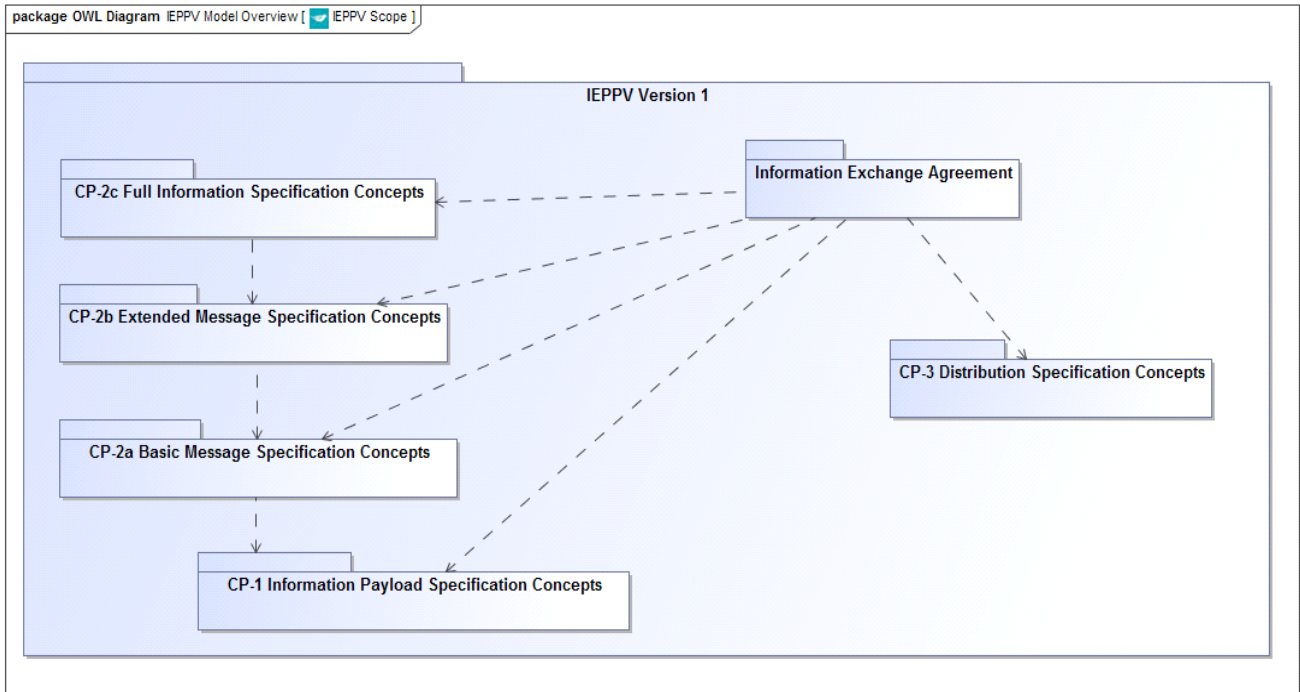 package OWL Diagram IEPPV Model Overview [ IEPPV Scope ]
IEPPV Version 1
CP-2c Full Information Specification Concepts
Information Exchange Agreement
CP-2b Extended Message Specification Concepts
CP-3 Distribution Specification Concepts
CP-2a Basic Message Specification Concepts
CP-1 Information Payload Specification Concepts